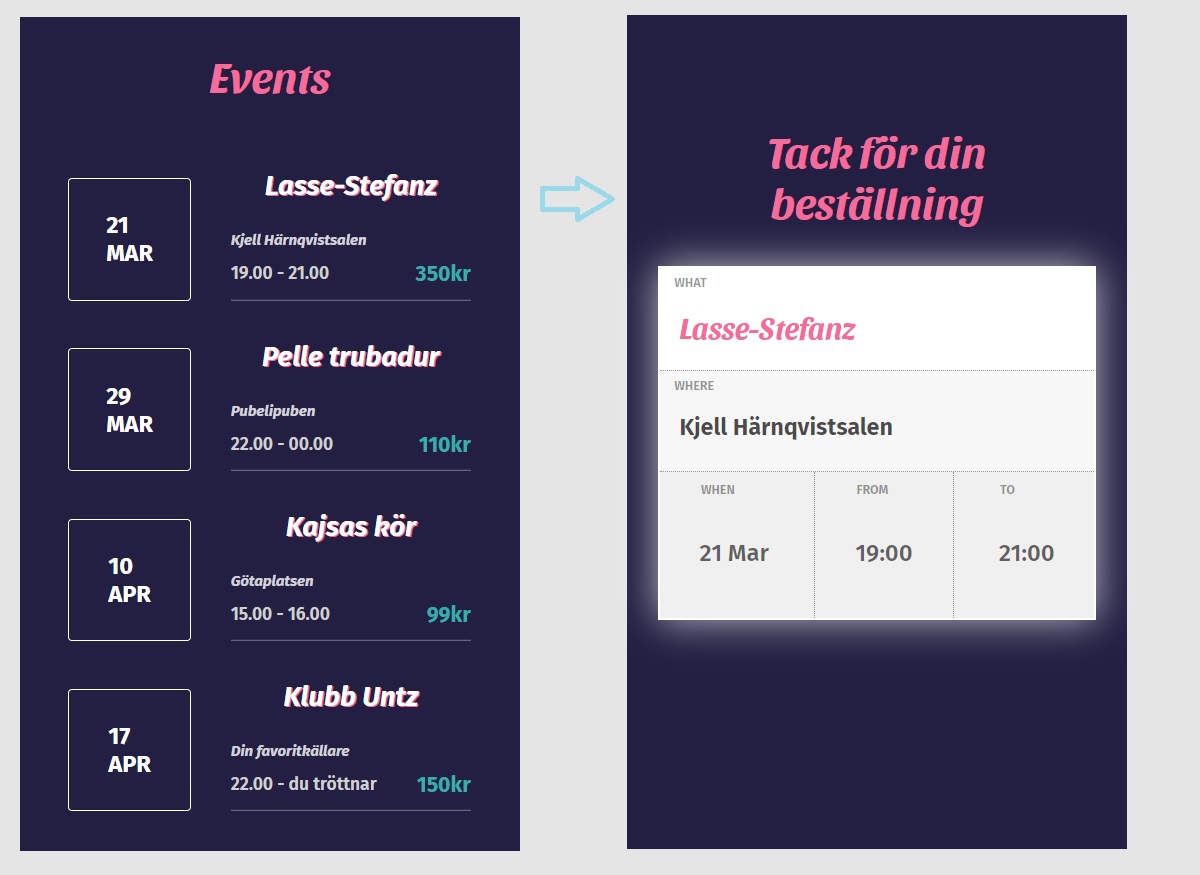 Events
21
MAR
Lasse-Stefanz
Kjell Härnqvistsalen
19.00 - 21.00 350kr
29
MAR
Pelle trubadur
Pubelipuben
22.00 - 00.00 110kr
10
APR
Kajsas kör
Götaplatsen
15.00 - 16.00 99kr
17
APR
Klubb Untz
Din favoritkällare
22.00 - du tröttnar 150kr
Tack för din
beställning
WHAT
Lasse-Stefanz
WHERE
Kjell Härnqvistsalen
WHEN FROM TO
21 Mar 19:00 21:00